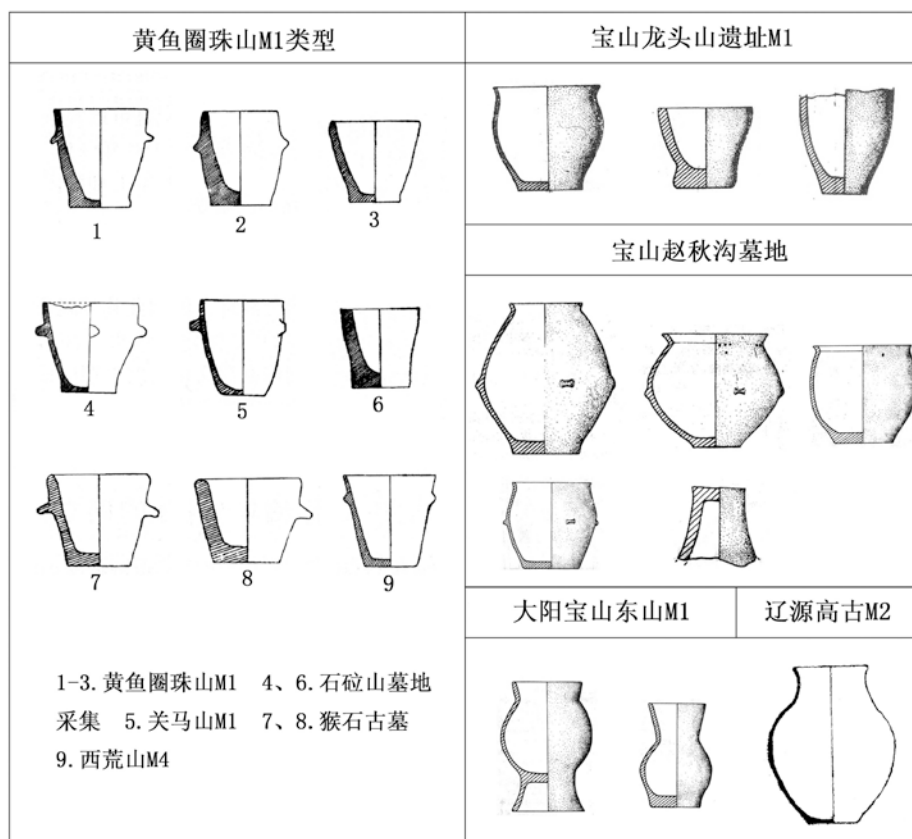 黄鱼圈珠山M1类型
1
2
3
4
5
6
7
8
9
1-3.黄鱼圈珠山M1 4、6.石砬山墓地
采集 5.关马山M1 7、8.猴石古墓
9.西荒山M4
宝山龙头山遗址M1
宝山赵秋沟墓地
大阳宝山东山M1
辽源高古M2